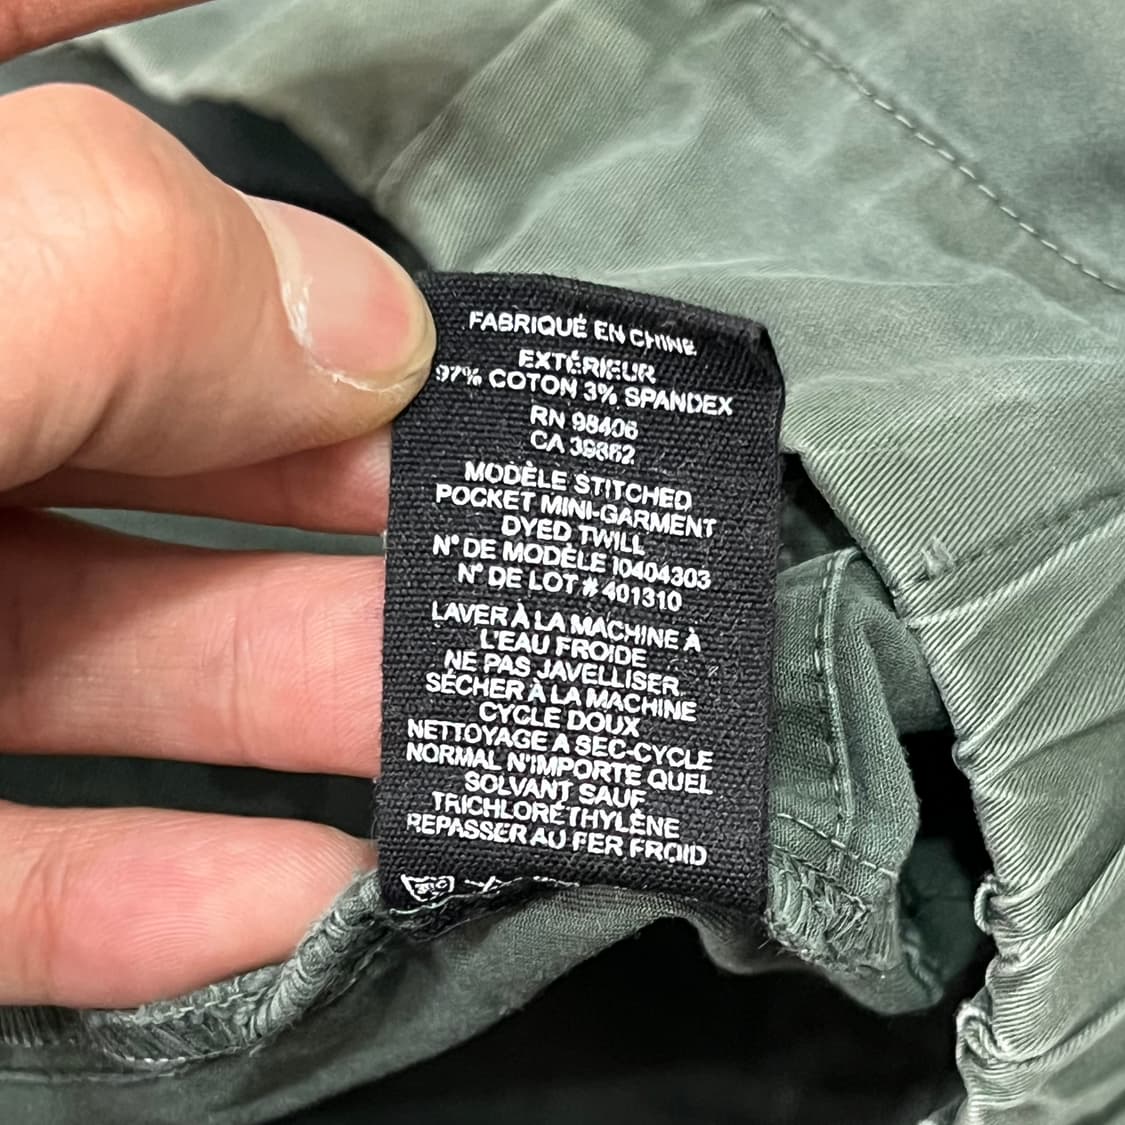 FABRIQUÉ EN CHINE
EXTÉRIEUR
97% COTON 3% SPANDEX
RN 98406
CA 39862
MODÈLE STITCHED
POCKET MINI-GARMENT
DYED TWILL
N° DE MODÈLE 10404303
N° DE LOT # 401310
LAVER À LA MACHINE À
L'EAU FROIDE
NE PAS JAVELLISER
SÉCHER À LA MACHINE
CYCLE DOUX
NETTOYAGE A SEC-CYCLE
NORMAL N'IMPORTE QUEL
SOLVANT SAUF
TRICHLORÉTHYLÈNE
REPASSER AU FER FROID